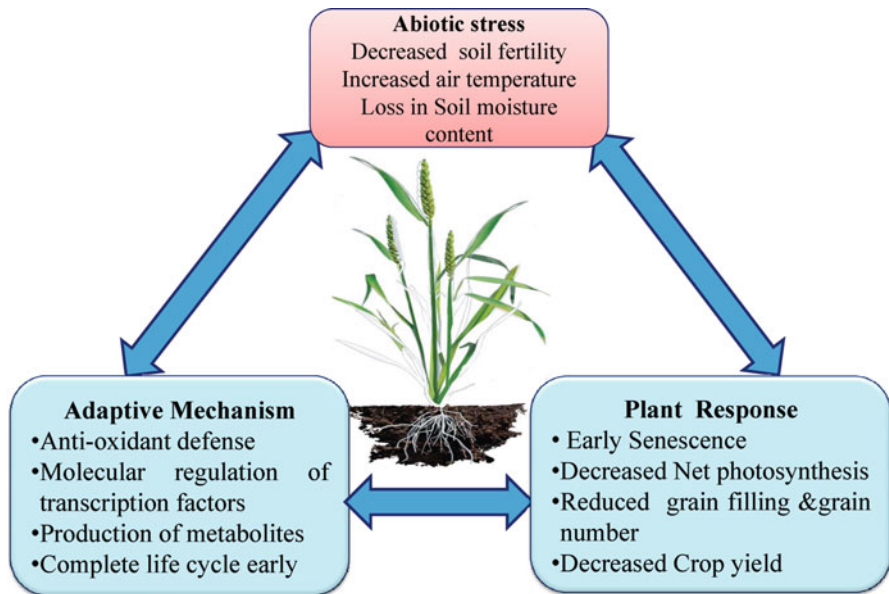 Abiotic stress
Decreased soil fertility
Increased air temperature
Loss in Soil moisture
content
Adaptive Mechanism
•Anti-oxidant defense
•Molecular regulation of
transcription factors
•Production of metabolites
•Complete life cycle early
Plant Response
• Early Senescence
•Decreased Net photosynthesis
•Reduced grain filling &grain
number
•Decreased Crop yield